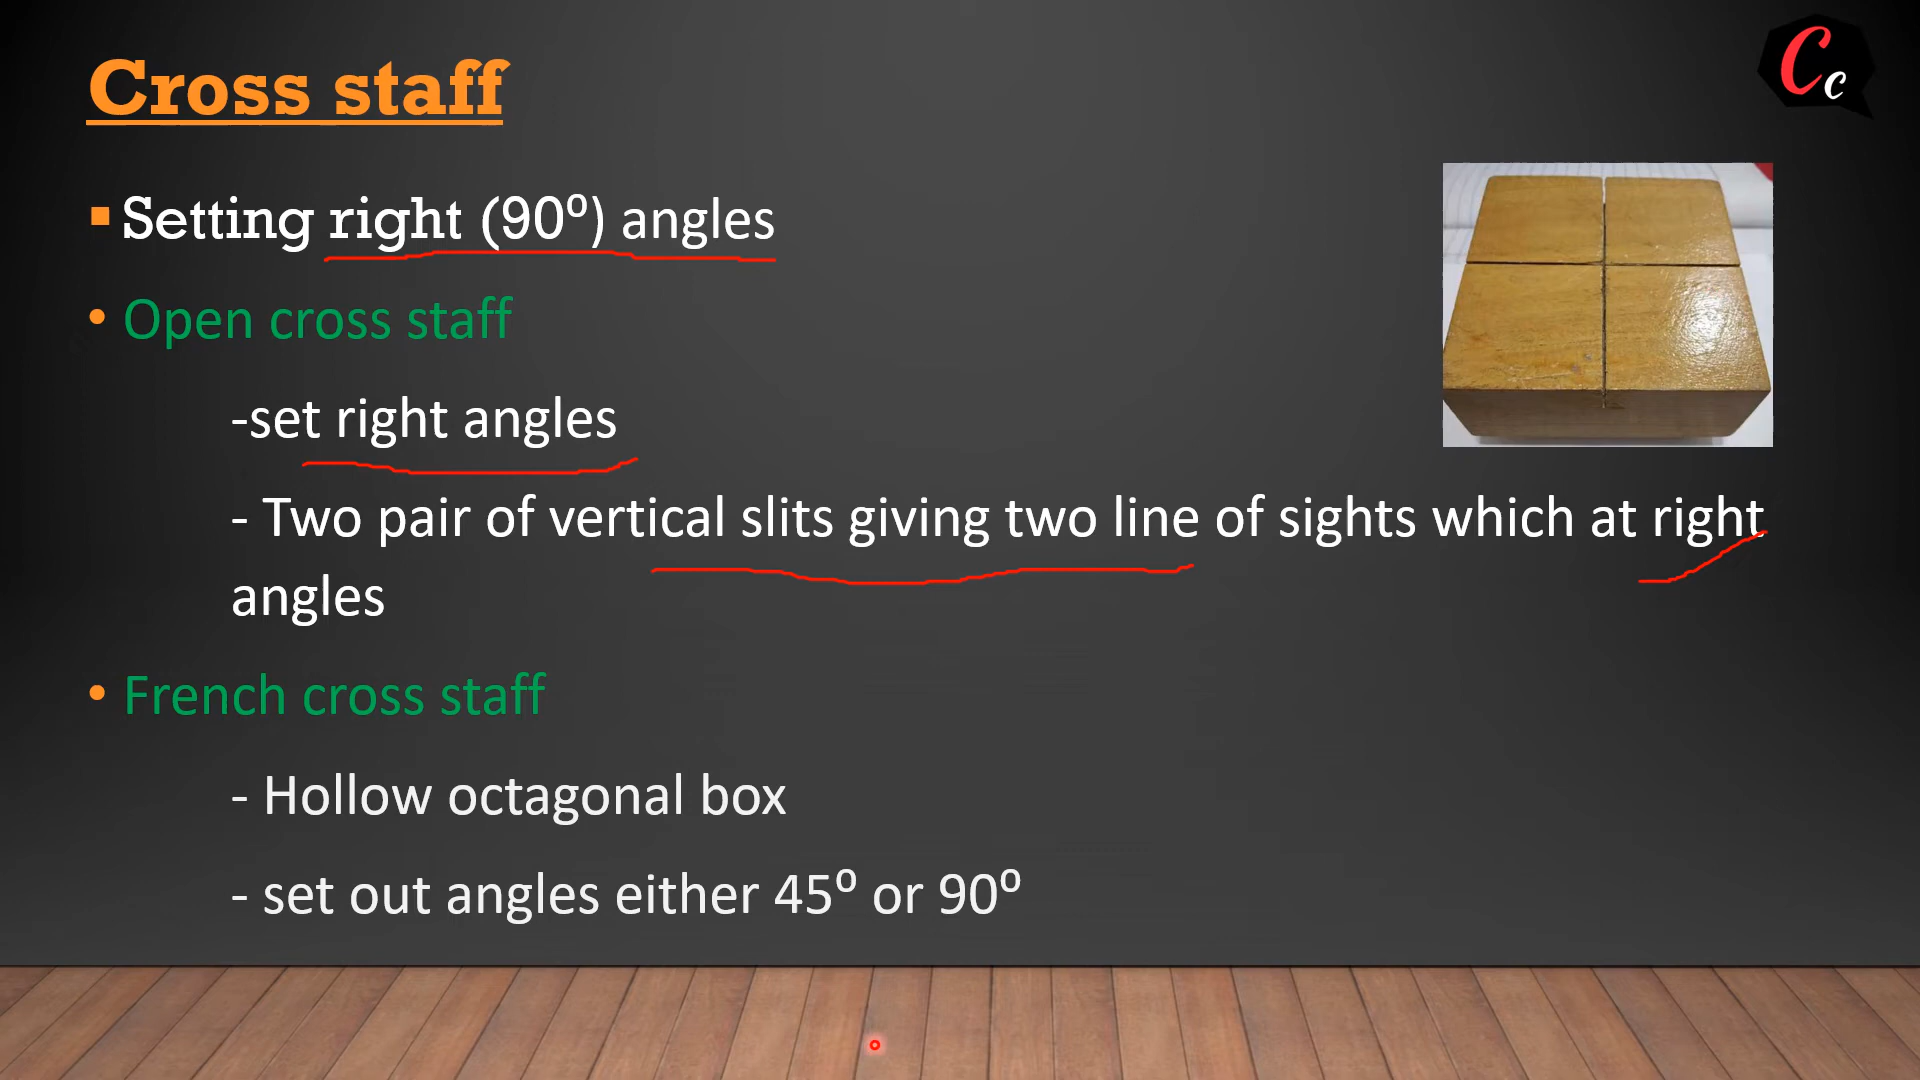 Cross staff
Cc
▪ Setting right (90⁰) angles
• Open cross staff
-set right angles
- Two pair of vertical slits giving two line of sights which at right
angles
• French cross staff
- Hollow octagonal box
- set out angles either 45⁰ or 90⁰